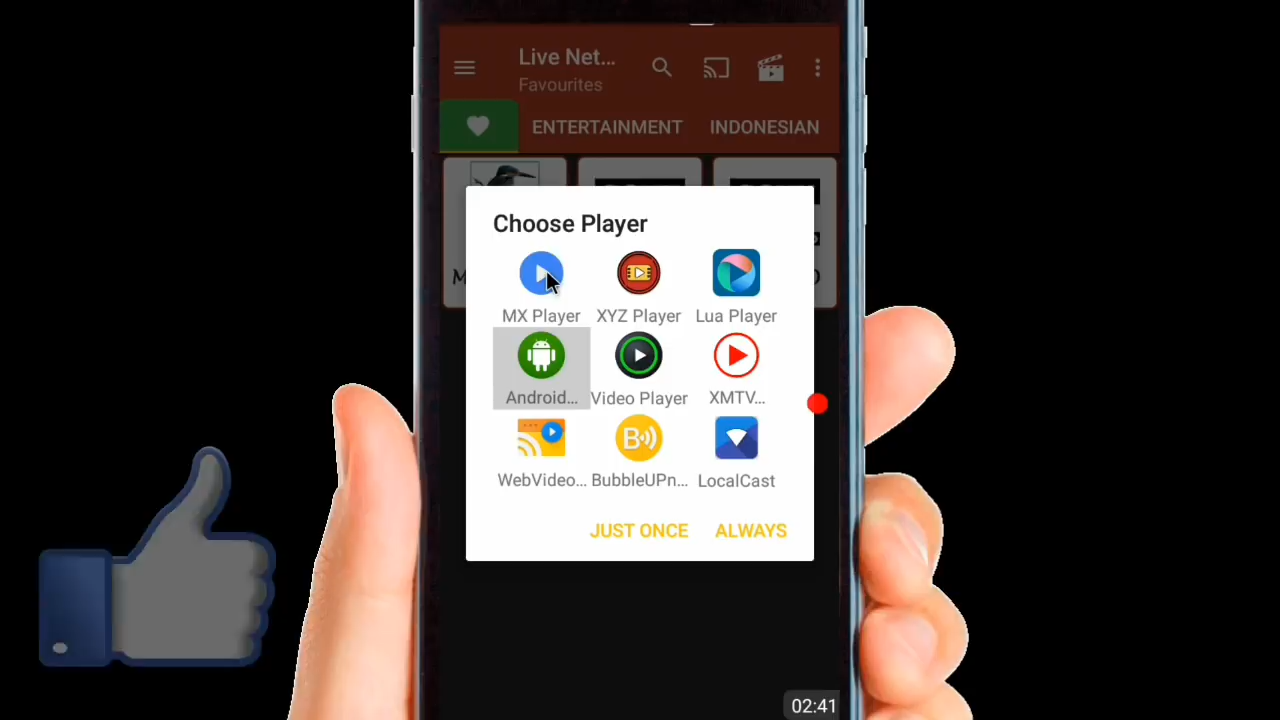 Live Net...
Favourites
ENTERTAINMENT
INDONESIAN
Choose Player
MX Player
XYZ Player
Lua Player
Android...
Video Player
XMTV...
B
WebVideo...
BubbleUPn...
LocalCast
JUST ONCE
ALWAYS
02:41